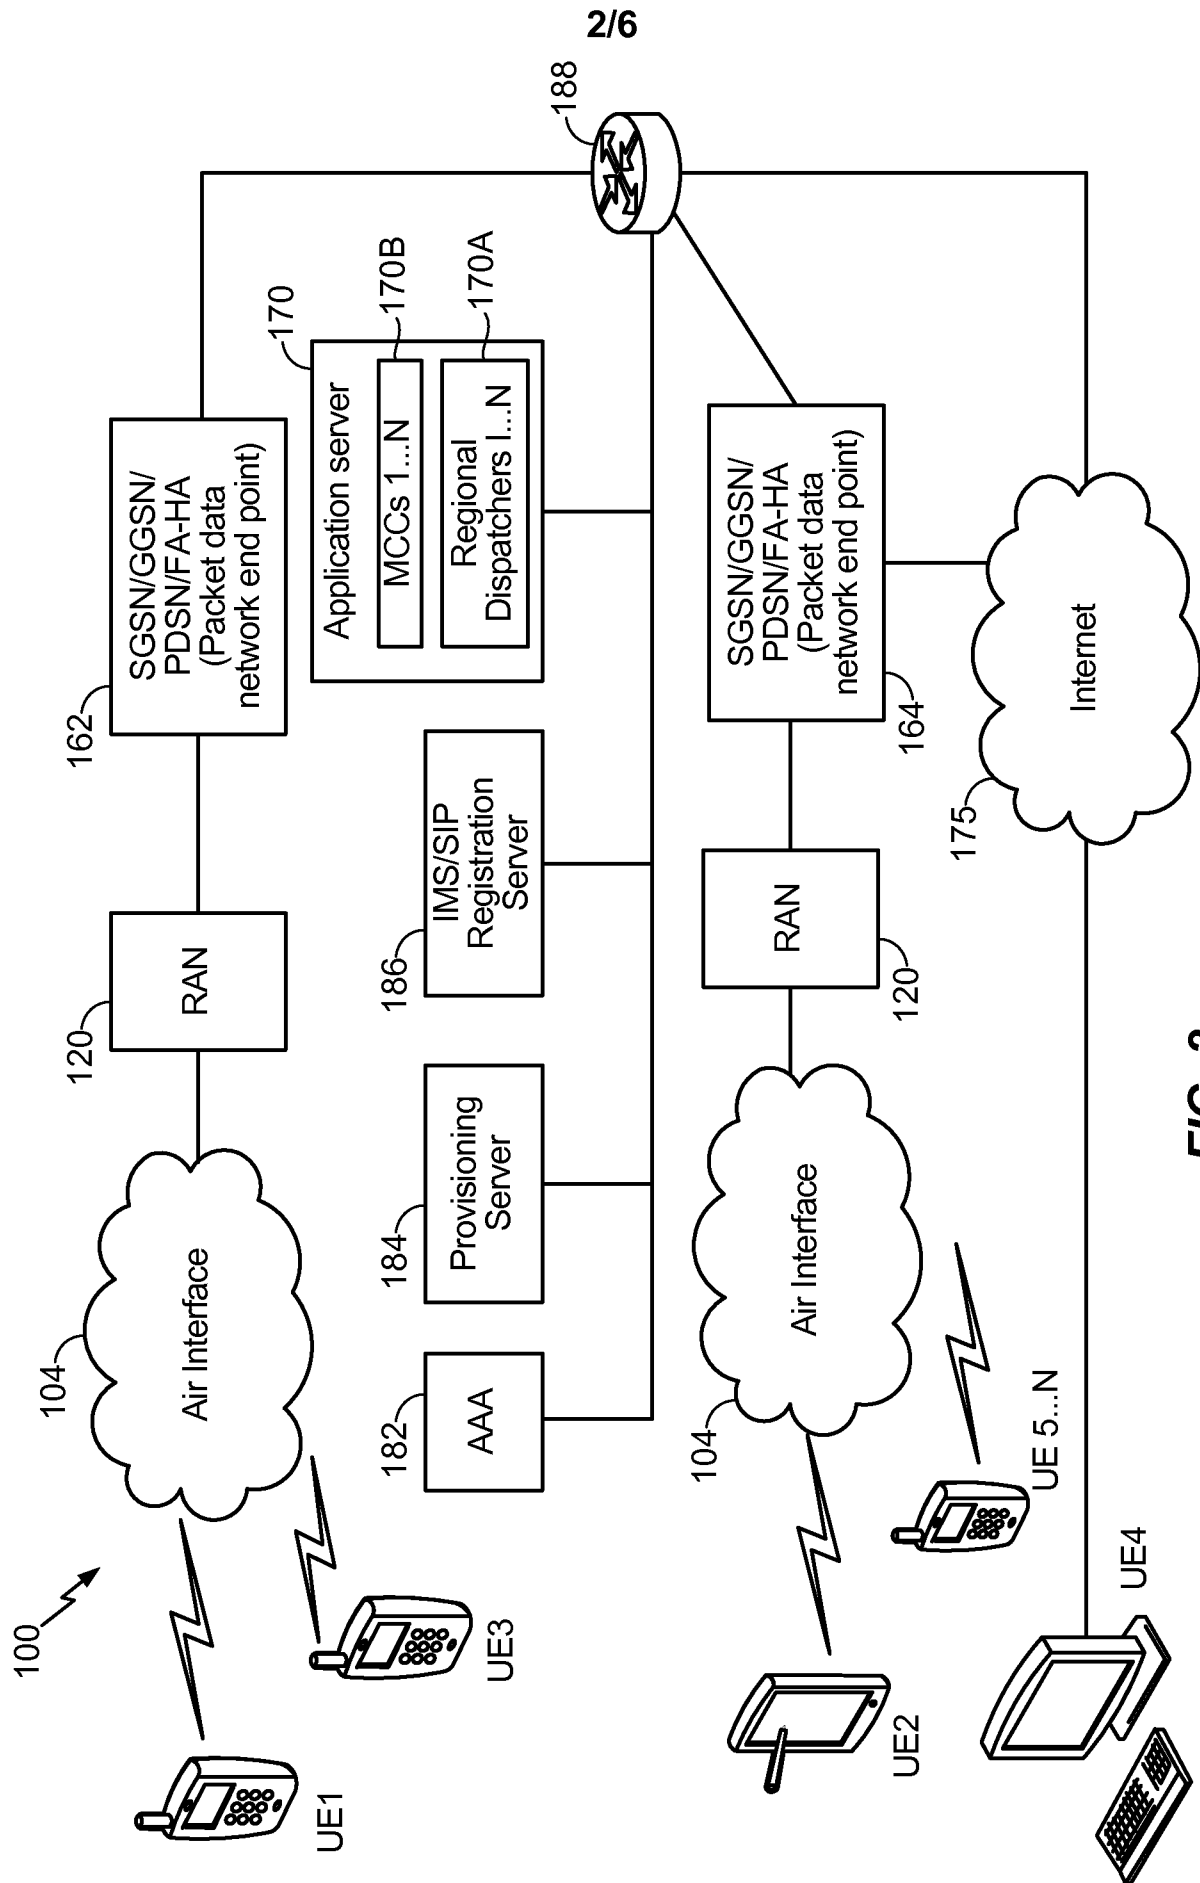 2/6
100
104
Air Interface
120
RAN
162
SGSN/GGSN/
PDSN/FA-HA
(Packet data
network end point)
UE1
UE3
182
AAA
184
Provisioning
Server
186
IMS/SIP
Registration
Server
170
Application server
170B
MCCs 1...N
170A
Regional
Dispatchers I...N
188
104
Air Interface
120
RAN
164
SGSN/GGSN/
PDSN/FA-HA
(Packet data
network end point)
UE2
UE 5...N
UE4
175
Internet